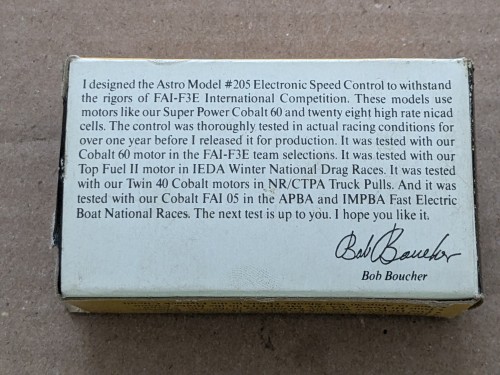 I designed the Astro Model #205 Electronic Speed Control to withstand
the rigors of FAI-F3E International Competition. These models use
motors like our Super Power Cobalt 60 and twenty eight high rate nicad
cells. The control was thoroughly tested in actual racing conditions for
over one year before I released it for production. It was tested with our
Cobalt 60 motor in the FAI-F3E team selections. It was tested with our
Top Fuel II motor in IEDA Winter National Drag Races. It was tested
with our Twin 40 Cobalt motors in NR/CTPA Truck Pulls. And it was
tested with our Cobalt FAI 05 in the APBA and IMPBA Fast Electric
Boat National Races. The next test is up to you. I hope you like it.
Bob Boucher
Bob Boucher